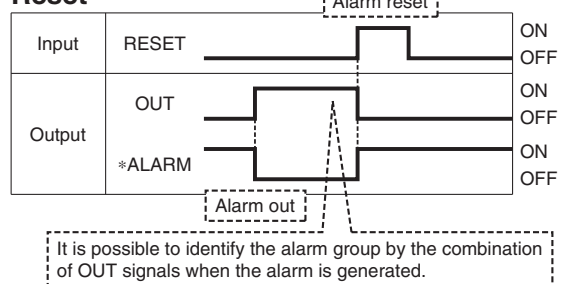 Reset
Alarm reset
Input
RESET
ON
OFF
Output
OUT
ON
OFF
*ALARM
ON
OFF
Alarm out
It is possible to identify the alarm group by the combination
of OUT signals when the alarm is generated.